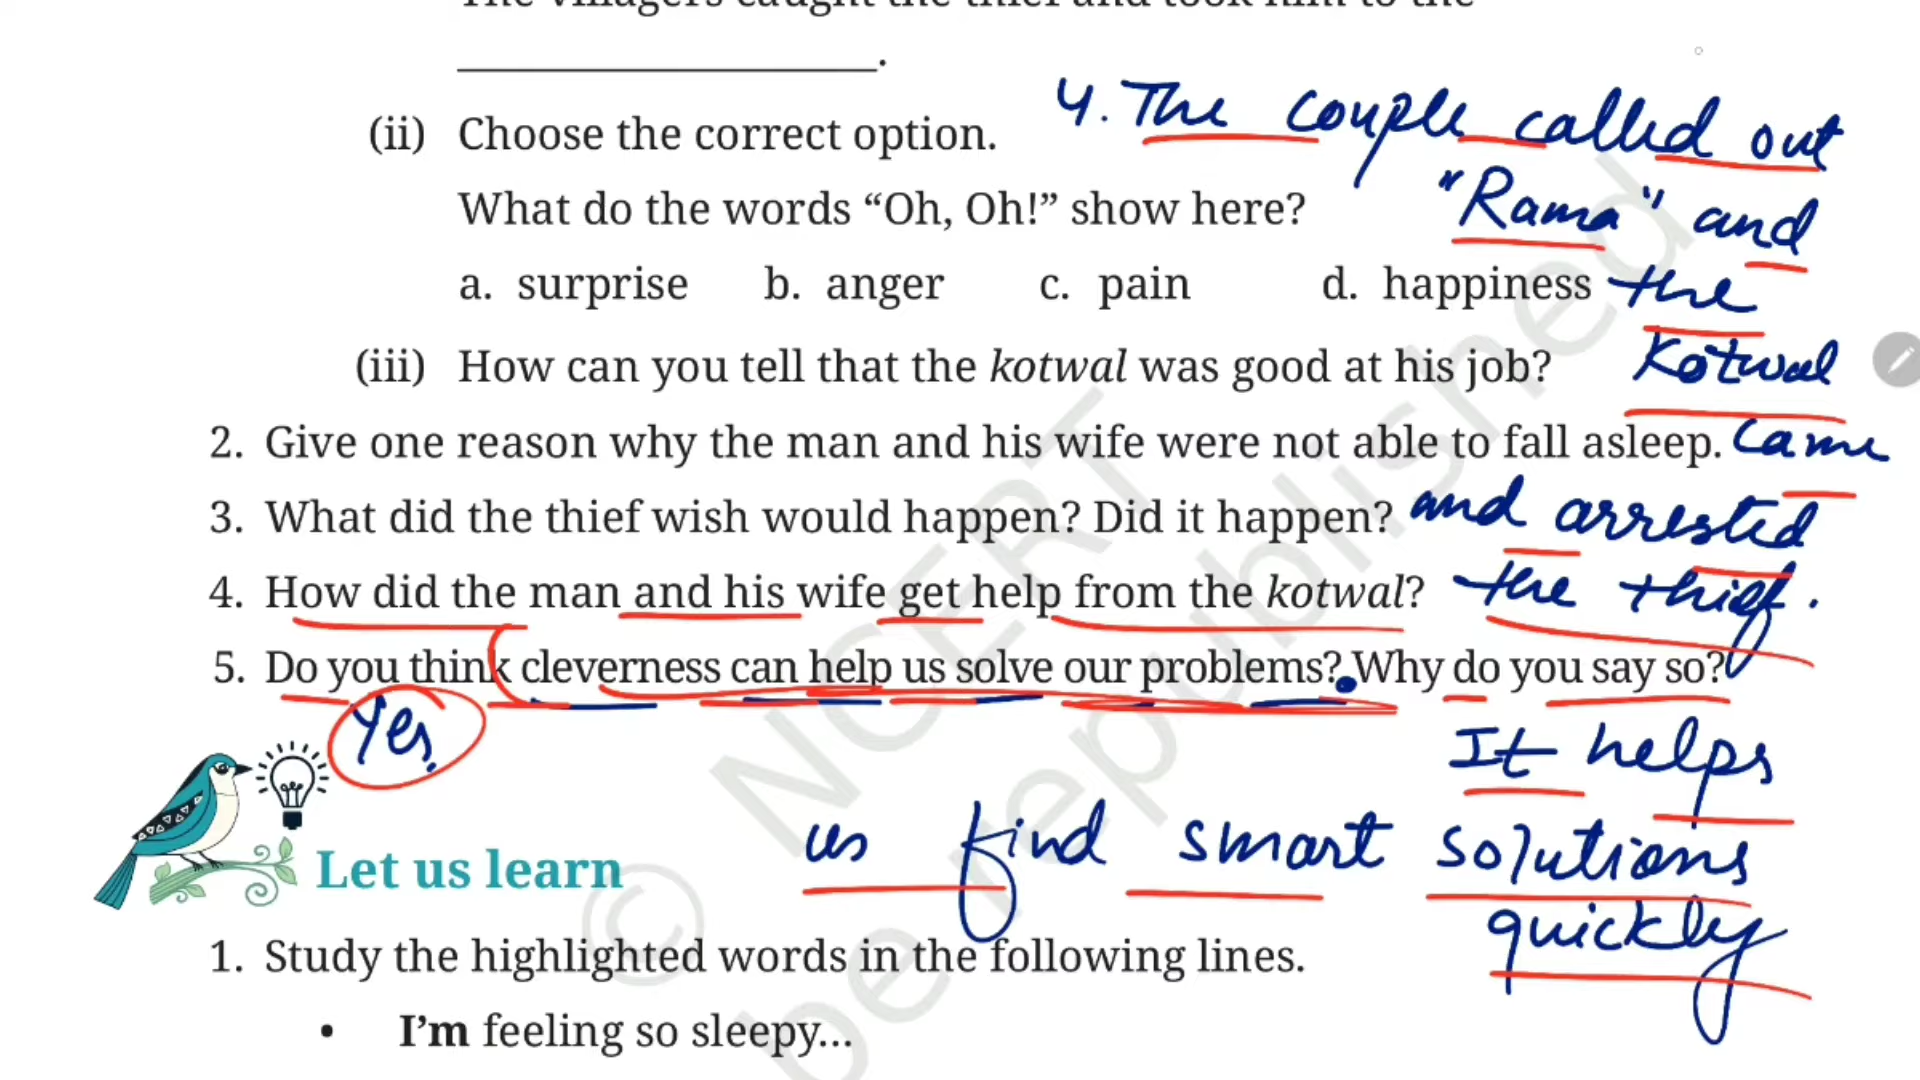 The villagers caught the thief and took him to the
____________________.
(ii) Choose the correct option.
4. The couple called out
What do the words “Oh, Oh!” show here?
"Rama" and
a. surprise b. anger c. pain d. happiness
the
(iii) How can you tell that the kotwal was good at his job?
Kotwal
2. Give one reason why the man and his wife were not able to fall asleep.
came
3. What did the thief wish would happen? Did it happen?
and arrested
4. How did the man and his wife get help from the kotwal?
the thief.
5. Do you think cleverness can help us solve our problems? Why do you say so?
Yes.
It helps
us find smart solutions
quickly
Let us learn
1. Study the highlighted words in the following lines.
• I’m feeling so sleepy...
© NCERT
be republished